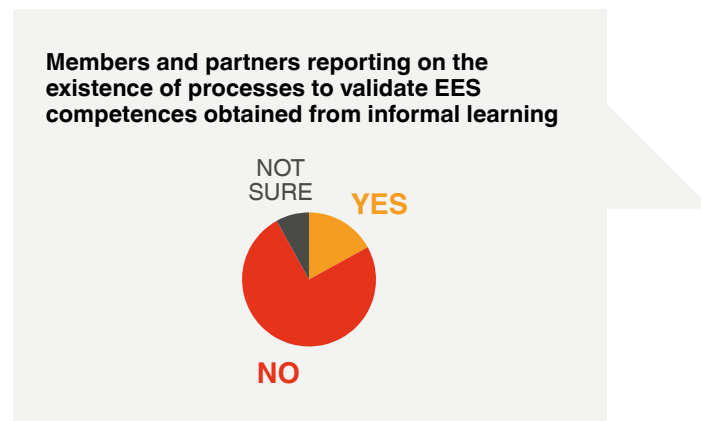 Members and partners reporting on the
existence of processes to validate EES
competences obtained from informal learning
NOT
SURE
YES
NO